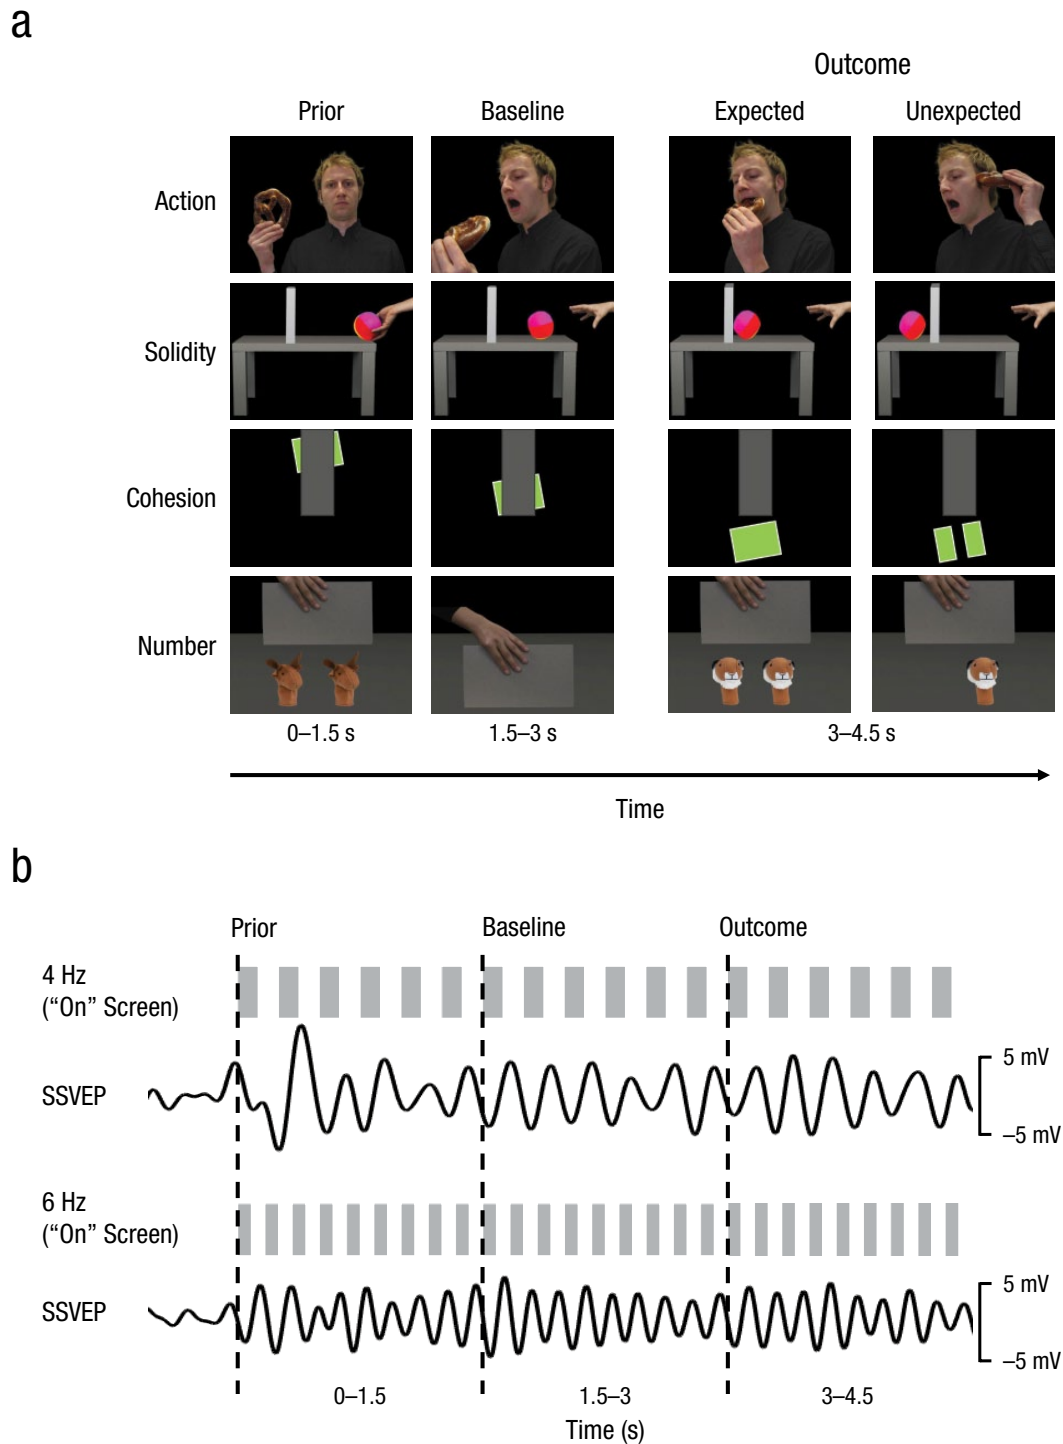 a
Outcome
Prior Baseline Expected Unexpected
Action
Solidity
Cohesion
Number
0–1.5 s 1.5–3 s 3–4.5 s
Time
b
Prior Baseline Outcome
4 Hz
(“On” Screen)
5 mV
SSVEP
–5 mV
6 Hz
(“On” Screen)
5 mV
SSVEP
–5 mV
0–1.5 1.5–3 3–4.5
Time (s)